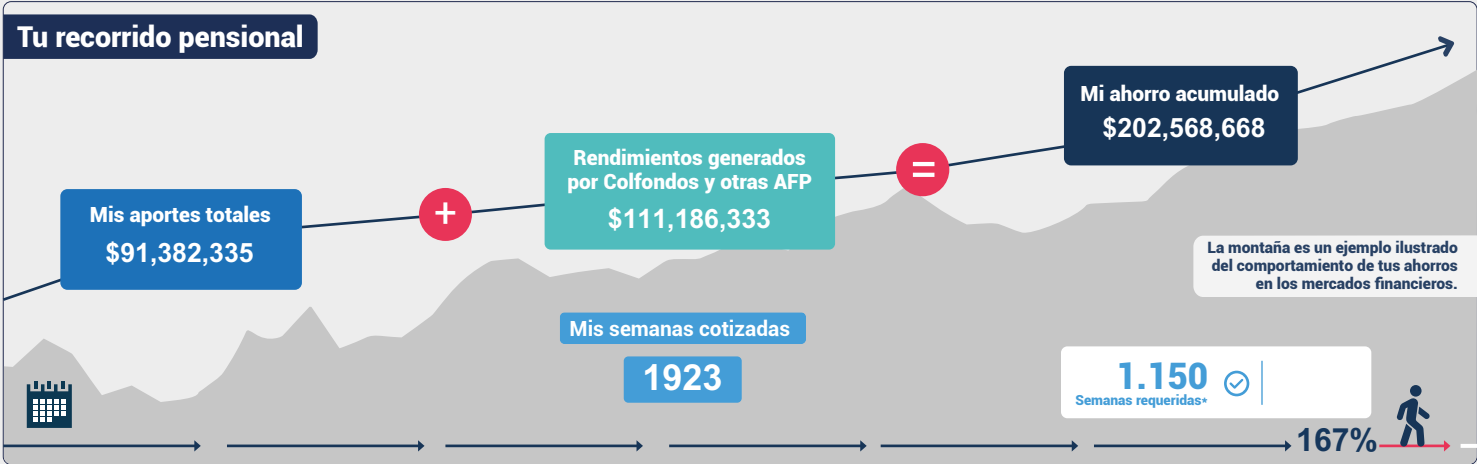 Tu recorrido pensional
Mis aportes totales
$91,382,335
+
Rendimientos generados
por Colfondos y otras AFP
$111,186,333
=
Mi ahorro acumulado
$202,568,668
La montaña es un ejemplo ilustrado
del comportamiento de tus ahorros
en los mercados financieros.
Mis semanas cotizadas
1923
1.150
Semanas requeridas*
167%